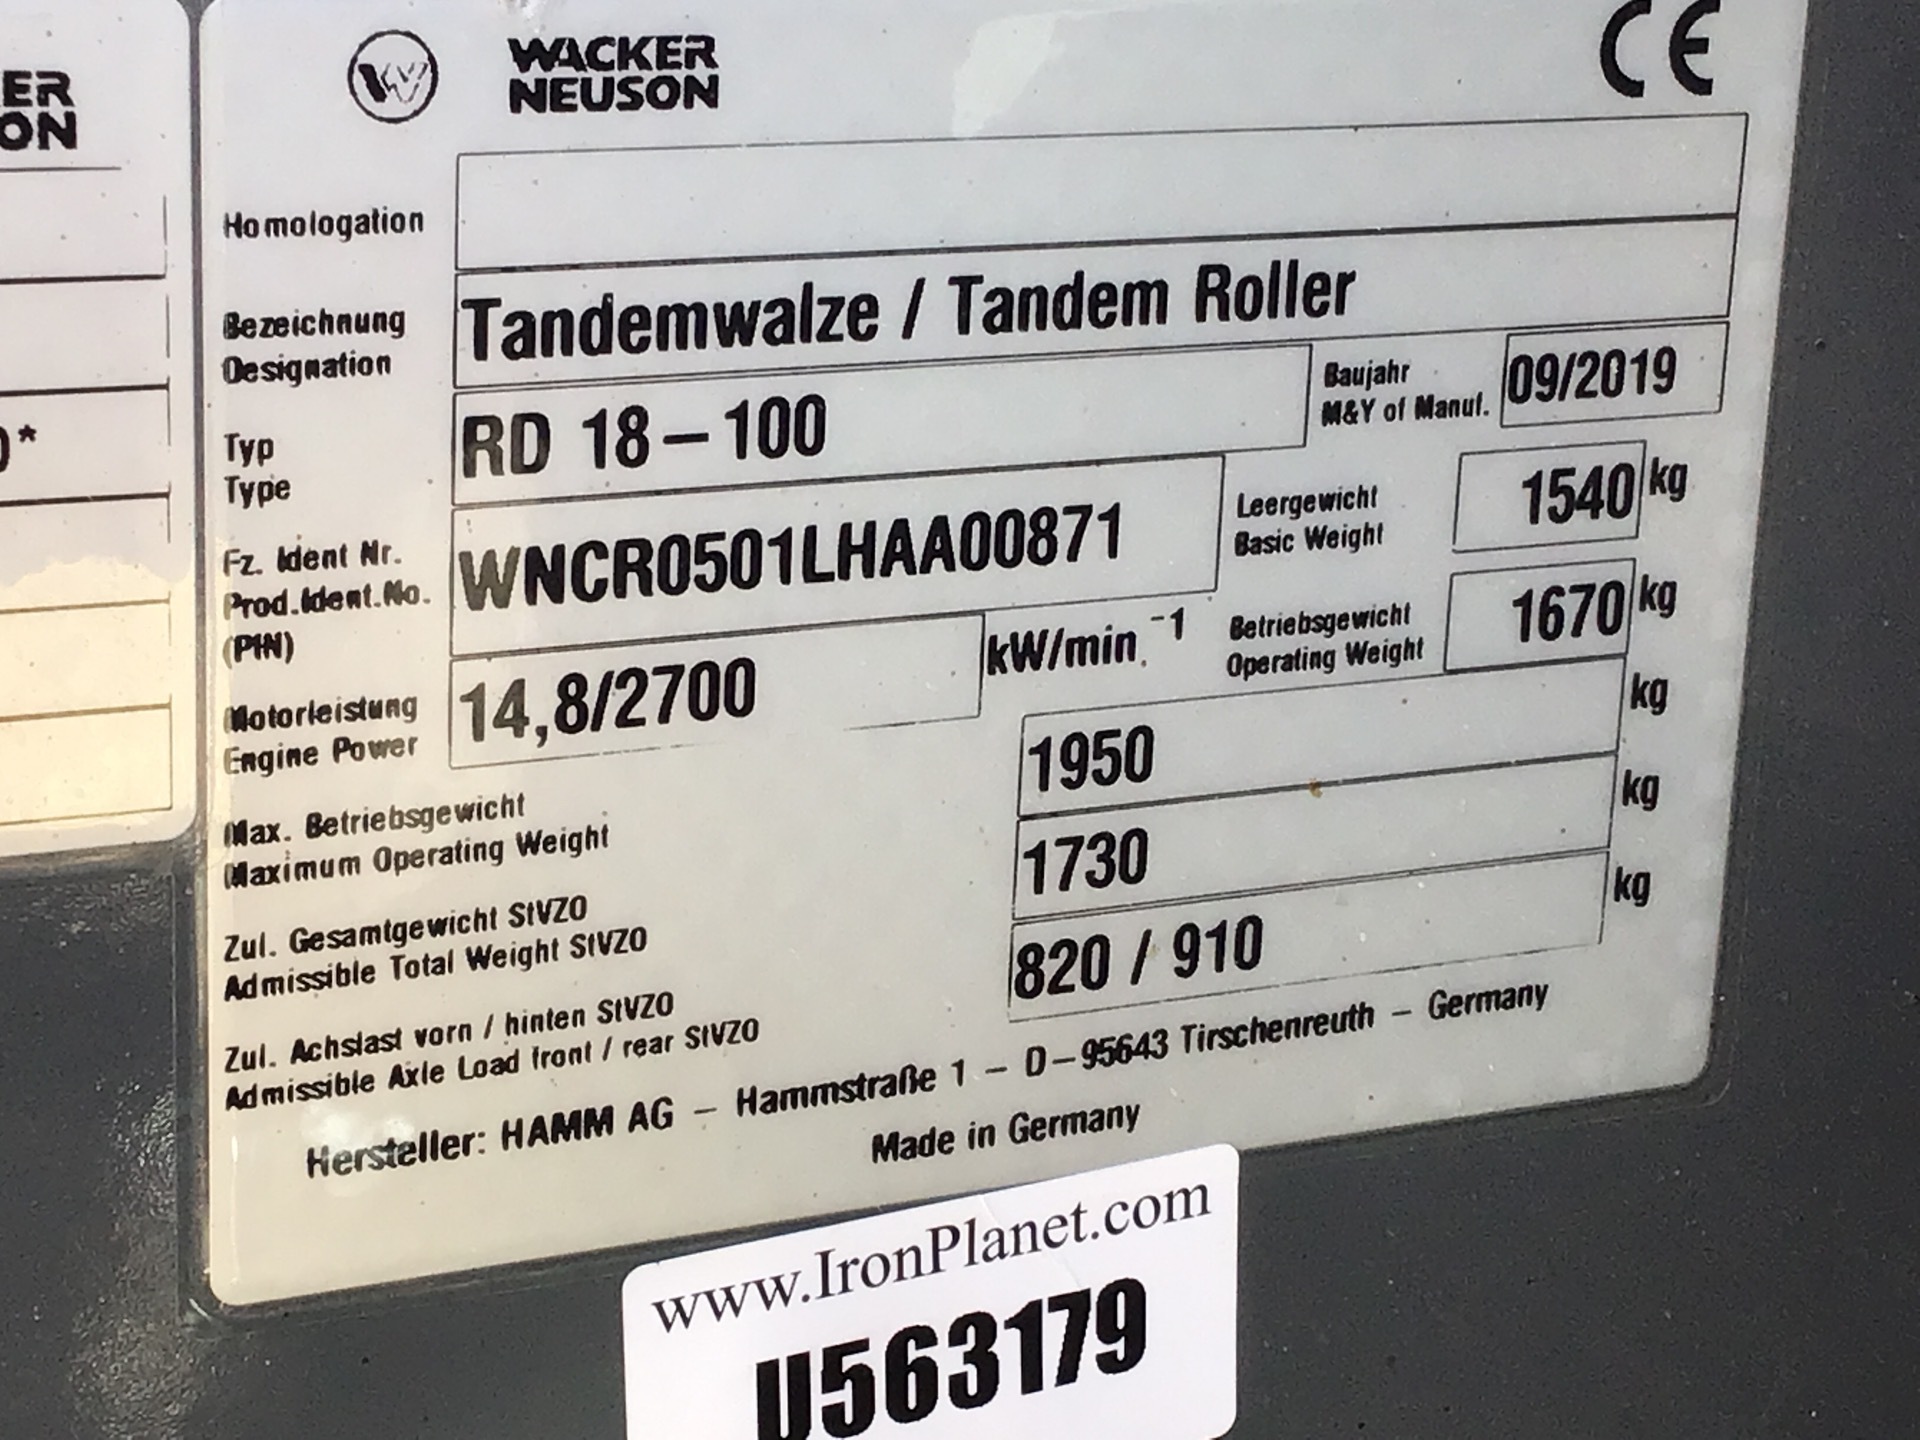 ER
ON
0*
WACKER
NEUSON
CE
Homologation
Bezeichnung
Designation
Tandemwalze / Tandem Roller
Typ
Type
RD 18-100
Baujahr
M&Y of Manuf.
09/2019
Fz. Ident Nr.
Prod.Ident.No.
(PIN)
WNCR0501LHAA00871
Leergewicht
Basic Weight
1540 kg
Motorleistung
Engine Power
14,8/2700 kW/min.⁻¹
Betriebsgewicht
Operating Weight
1670 kg
Max. Betriebsgewicht
Maximum Operating Weight
1950 kg
Zul. Gesamtgewicht StVZO
Admissible Total Weight StVZO
1730 kg
Zul. Achslast vorn / hinten StVZO
Admissible Axle Load front / rear StVZO
820 / 910 kg
Hersteller: HAMM AG - Hammstraße 1 - D-95643 Tirschenreuth - Germany
Made in Germany
www.IronPlanet.com
U563179